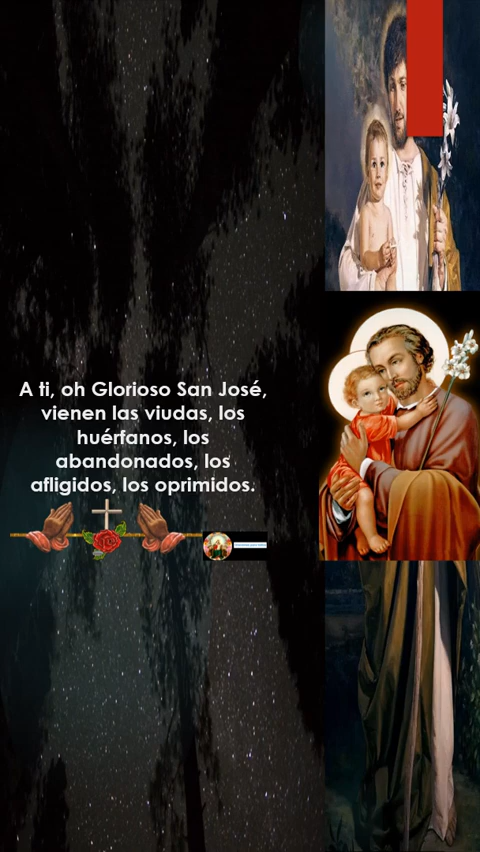 A ti, oh Glorioso San José,
vienen las viudas, los
huérfanos, los
abandonados, los
afligidos, los oprimidos.